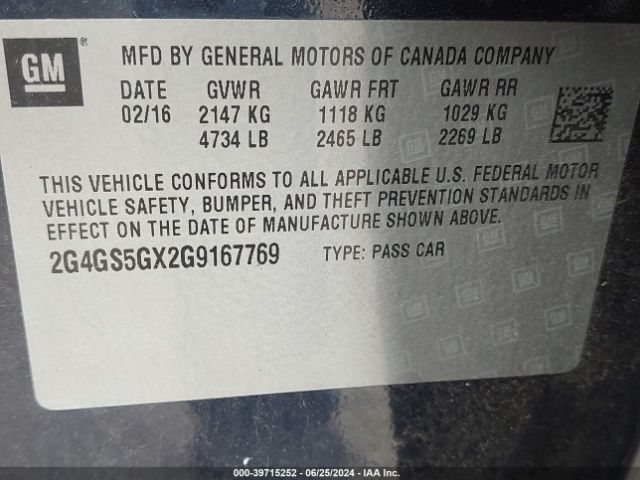 GM
MFD BY GENERAL MOTORS OF CANADA COMPANY
DATE GVWR GAWR FRT GAWR RR
02/16 2147 KG 1118 KG 1029 KG
4734 LB 2465 LB 2269 LB
THIS VEHICLE CONFORMS TO ALL APPLICABLE U.S. FEDERAL MOTOR
VEHICLE SAFETY, BUMPER, AND THEFT PREVENTION STANDARDS IN
EFFECT ON THE DATE OF MANUFACTURE SHOWN ABOVE.
2G4GS5GX2G9167769 TYPE: PASS CAR
000-39715252 - 06/25/2024 - IAA Inc.